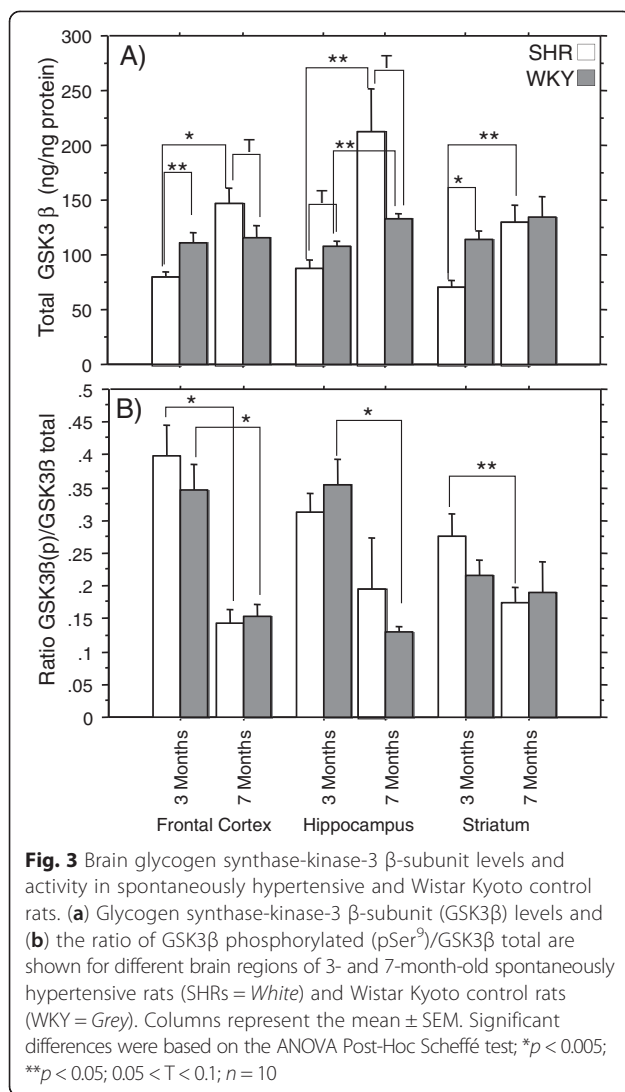 300
A)
SHR
WKY
250
200
150
100
50
0
Total GSK3 β (ng/ng protein)
** T
* T
** **
** T * **
.5
B)
.45
.4
.35
.3
.25
.2
.15
.1
.05
0
Ratio GSK3ß(p)/GSK3ß total
* * * **
3 Months 7 Months 3 Months 7 Months 3 Months 7 Months
Frontal Cortex Hippocampus Striatum
Fig. 3 Brain glycogen synthase-kinase-3 β-subunit levels and
activity in spontaneously hypertensive and Wistar Kyoto control
rats. (a) Glycogen synthase-kinase-3 β-subunit (GSK3β) levels and
(b) the ratio of GSK3β phosphorylated (pSer⁹)/GSK3β total are
shown for different brain regions of 3- and 7-month-old spontaneously
hypertensive rats (SHRs = White) and Wistar Kyoto control rats
(WKY = Grey). Columns represent the mean ± SEM. Significant
differences were based on the ANOVA Post-Hoc Scheffé test; *p < 0.005;
**p < 0.05; 0.05 < T < 0.1; n = 10